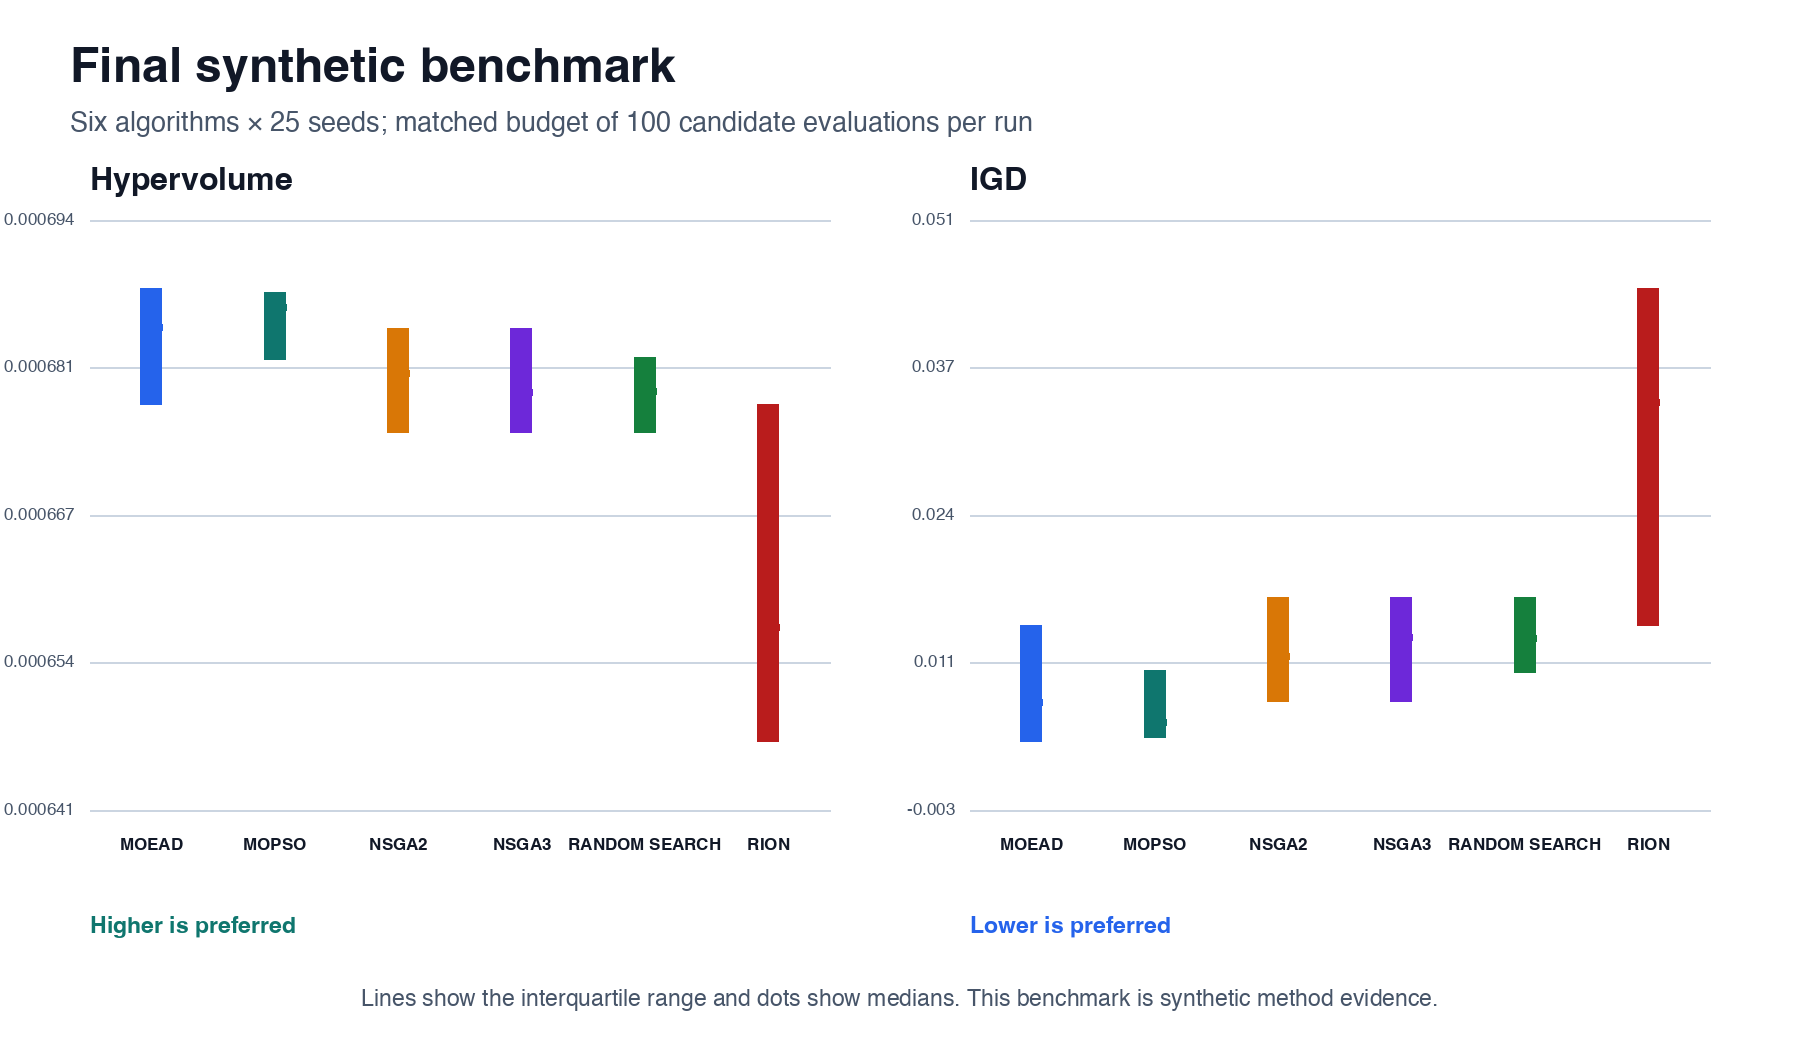 Final synthetic benchmark
Six algorithms × 25 seeds; matched budget of 100 candidate evaluations per run
Hypervolume
0.000694
0.000681
0.000667
0.000654
0.000641
MOEAD MOPSO NSGA2 NSGA3 RANDOM SEARCH RION
Higher is preferred
IGD
0.051
0.037
0.024
0.011
-0.003
MOEAD MOPSO NSGA2 NSGA3 RANDOM SEARCH RION
Lower is preferred
Lines show the interquartile range and dots show medians. This benchmark is synthetic method evidence.